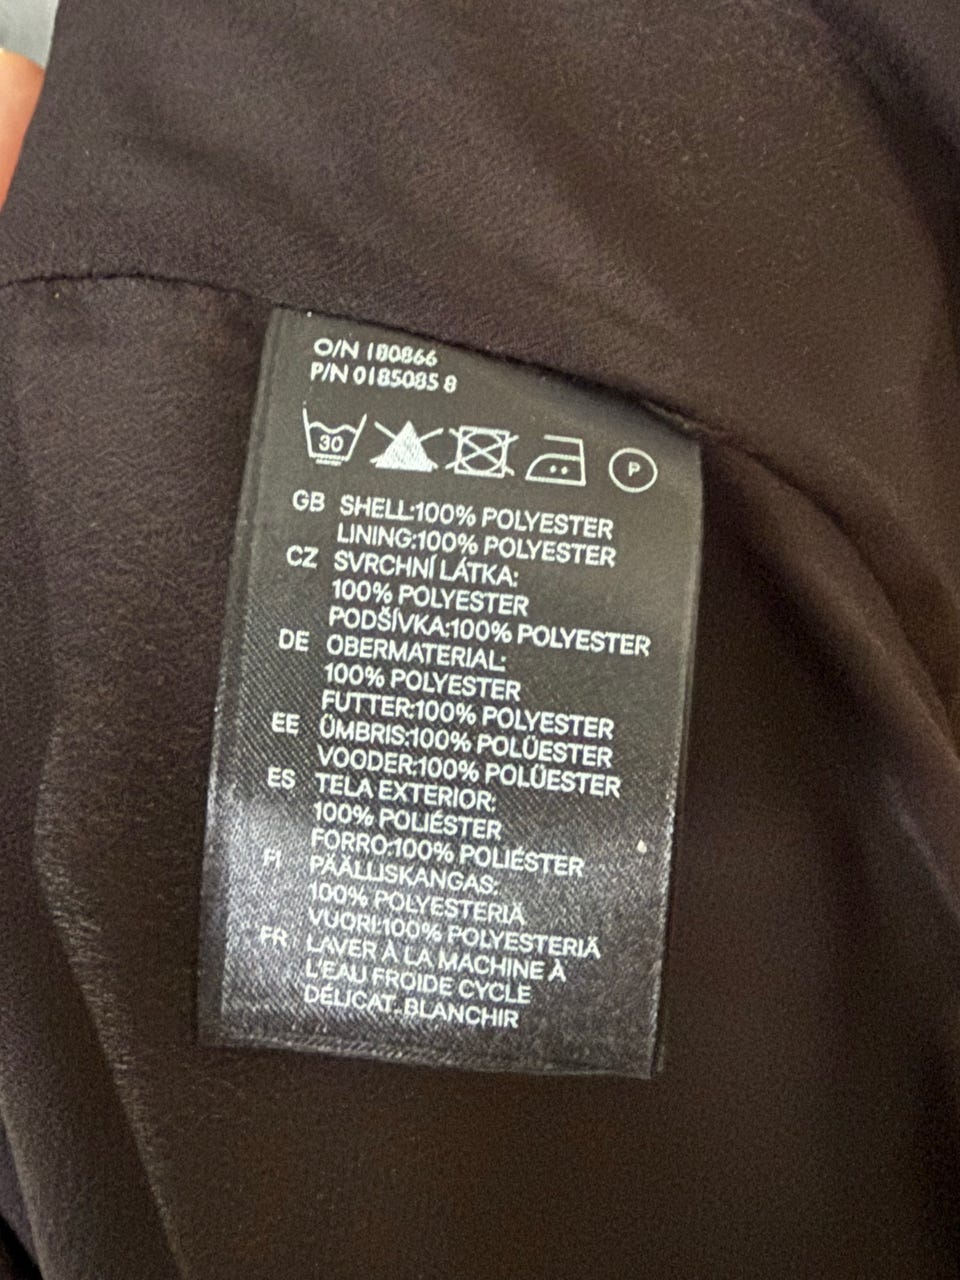 O/N 180866
P/N 0185085 8
30
P
GB SHELL:100% POLYESTER
LINING:100% POLYESTER
CZ SVRCHNÍ LÁTKA:
100% POLYESTER
PODŠÍVKA:100% POLYESTER
DE OBERMATERIAL:
100% POLYESTER
FUTTER:100% POLYESTER
EE ÜMBRIS:100% POLÜESTER
VOODER:100% POLÜESTER
ES TELA EXTERIOR:
100% POLIÉSTER
FORRO:100% POLIÉSTER
FI PÄÄLLISKANGAS:
100% POLYESTERIÄ
VUORI:100% POLYESTERIÄ
FR LAVER À LA MACHINE À
L'EAU FROIDE CYCLE
DÉLICAT. BLANCHIR